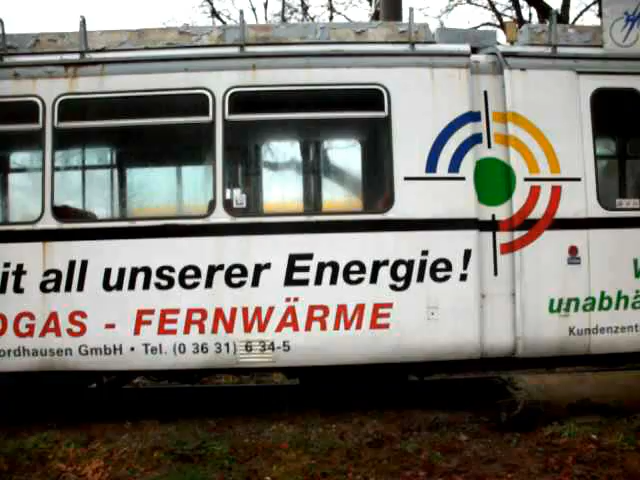 it all unserer Energie!
OGAS - FERNWÄRME
ordhausen GmbH • Tel. (0 36 31) 6 34-5
W
unabhä
Kundenzent